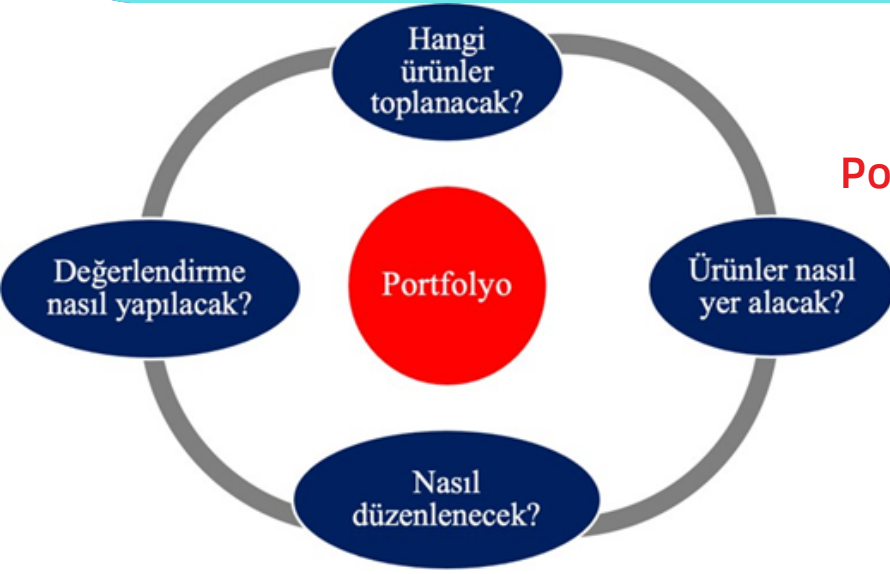 Hangi
ürünler
toplanacak?
Po
Değerlendirme
nasıl yapılacak?
Portfolyo
Ürünler nasıl
yer alacak?
Nasıl
düzenlenecek?